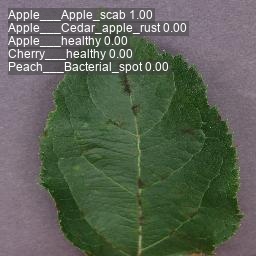 Apple___Apple_scab 1.00
Apple___Cedar_apple_rust 0.00
Apple___healthy 0.00
Cherry___healthy 0.00
Peach___Bacterial_spot 0.00